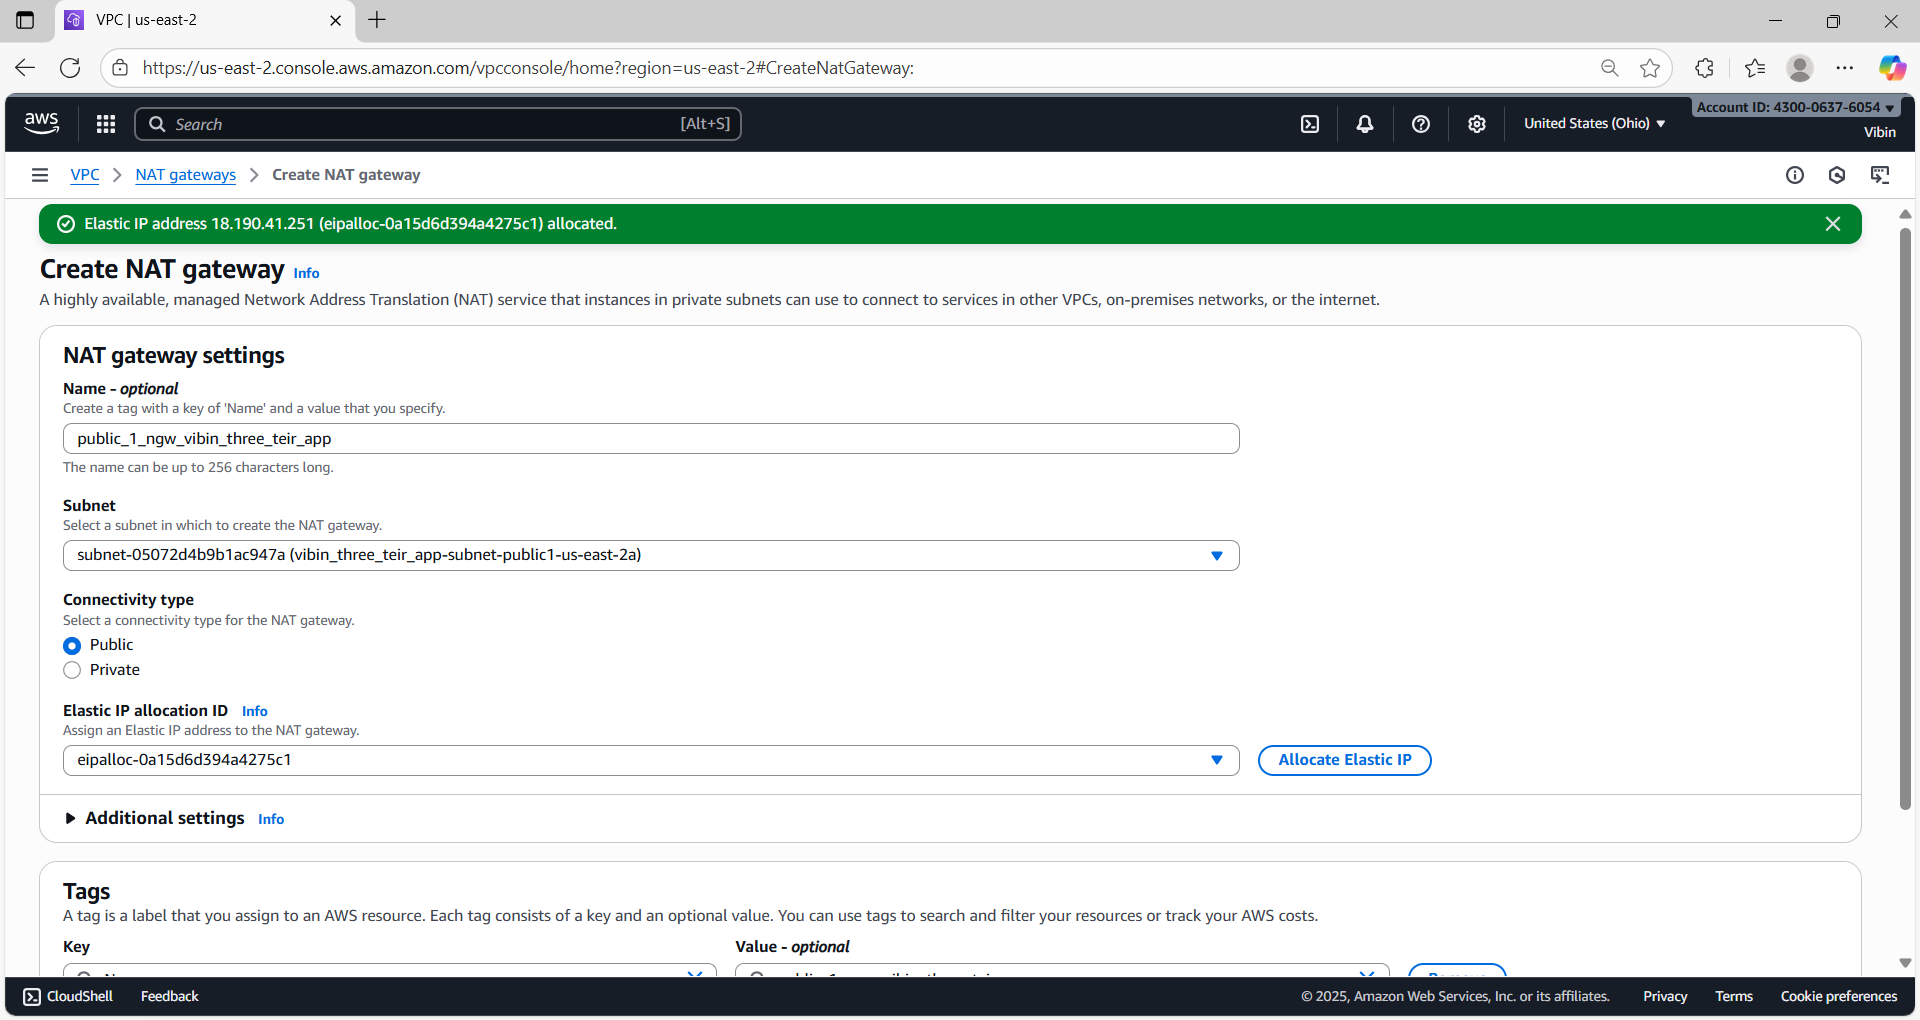 VPC | us-east-2
https://us-east-2.console.aws.amazon.com/vpcconsole/home?region=us-east-2#CreateNatGateway:
aws
Search
[Alt+S]
United States (Ohio)
Account ID: 4300-0637-6054
Vibin
VPC
NAT gateways
Create NAT gateway
Elastic IP address 18.190.41.251 (eipalloc-0a15d6d394a4275c1) allocated.
Create NAT gateway Info
A highly available, managed Network Address Translation (NAT) service that instances in private subnets can use to connect to services in other VPCs, on-premises networks, or the internet.
NAT gateway settings
Name - optional
Create a tag with a key of 'Name' and a value that you specify.
public_1_ngw_vibin_three_teir_app
The name can be up to 256 characters long.
Subnet
Select a subnet in which to create the NAT gateway.
subnet-05072d4b9b1ac947a (vibin_three_teir_app-subnet-public1-us-east-2a)
Connectivity type
Select a connectivity type for the NAT gateway.
Public
Private
Elastic IP allocation ID Info
Assign an Elastic IP address to the NAT gateway.
eipalloc-0a15d6d394a4275c1
Allocate Elastic IP
Additional settings Info
Tags
A tag is a label that you assign to an AWS resource. Each tag consists of a key and an optional value. You can use tags to search and filter your resources or track your AWS costs.
Key
Value - optional
CloudShell
Feedback
© 2025, Amazon Web Services, Inc. or its affiliates.
Privacy
Terms
Cookie preferences